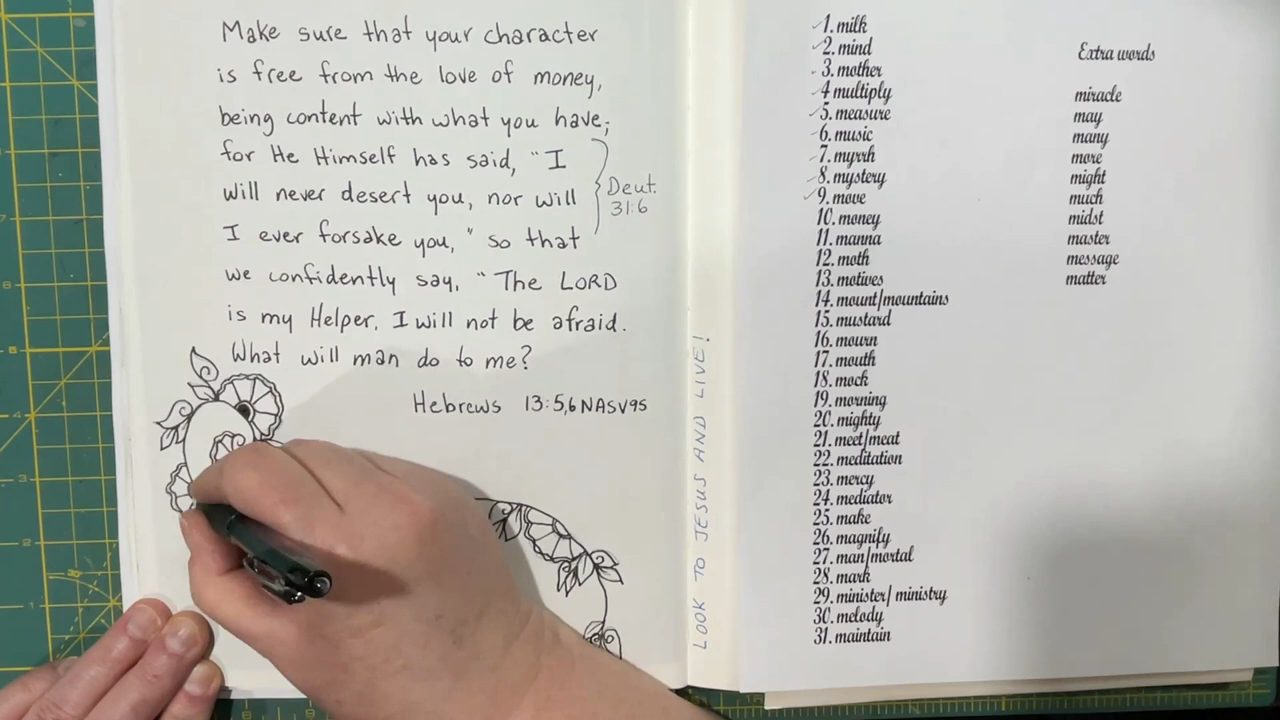 Make sure that your character
is free from the love of money,
being content with what you have;
for He Himself has said, "I
will never desert you, nor will
I ever forsake you," so that
we confidently say, "The LORD
is my Helper, I will not be afraid.
What will man do to me?
Hebrews 13:5,6 NASV95
Deut.
31:6
LOOK TO JESUS AND LIVE!
1. milk
2. mind
3. mother
4 multiply
5. measure
6. music
7. myrrh
8. mystery
9. move
10. money
11. manna
12. moth
13. motives
14. mount/mountains
15. mustard
16. mourn
17. mouth
18. mock
19. morning
20. mighty
21. meet/meat
22. meditation
23. mercy
24. mediator
25. make
26. magnify
27. man/mortal
28. mark
29. minister/ ministry
30. melody
31. maintain
Extra words
miracle
may
many
more
might
much
midst
master
message
matter
5
4
3
2
1